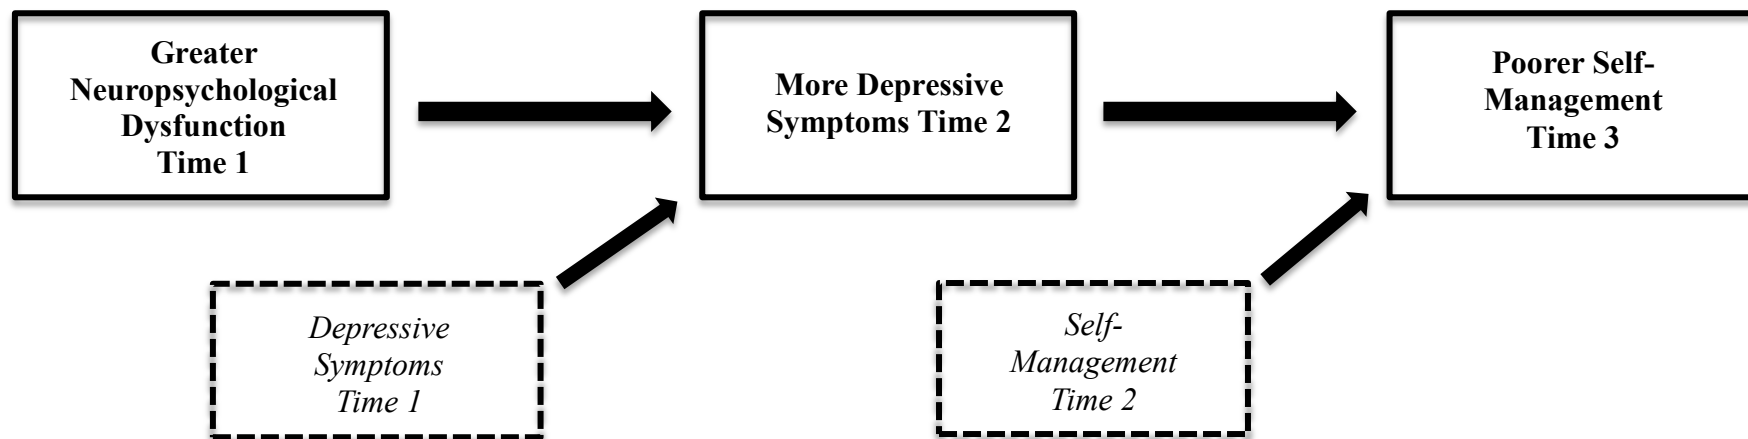 Greater
Neuropsychological
Dysfunction
Time 1
More Depressive
Symptoms Time 2
Poorer Self-
Management
Time 3
Depressive
Symptoms
Time 1
Self-
Management
Time 2